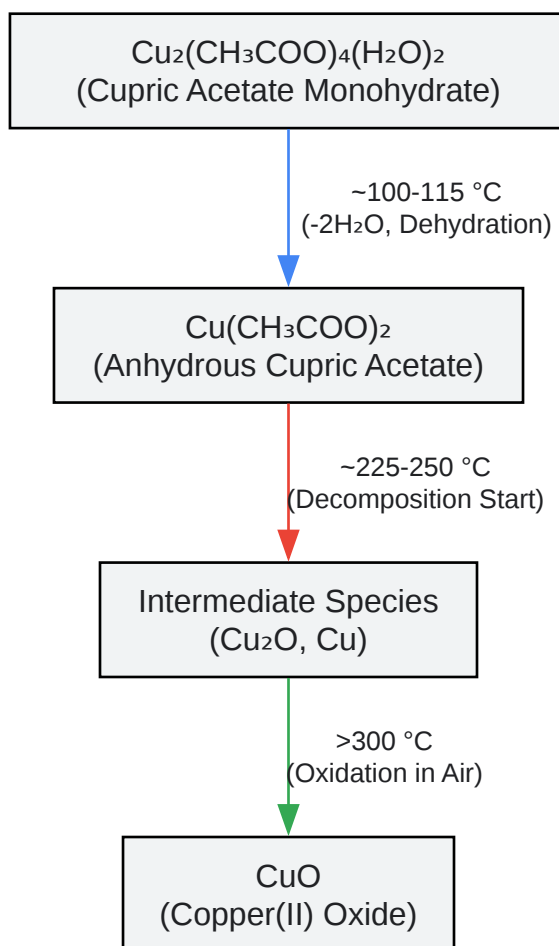 Cu₂(CH₃COO)₄(H₂O)₂
(Cupric Acetate Monohydrate)
~100-115 °C
(-2H₂O, Dehydration)
Cu(CH₃COO)₂
(Anhydrous Cupric Acetate)
~225-250 °C
(Decomposition Start)
Intermediate Species
(Cu₂O, Cu)
>300 °C
(Oxidation in Air)
CuO
(Copper(II) Oxide)